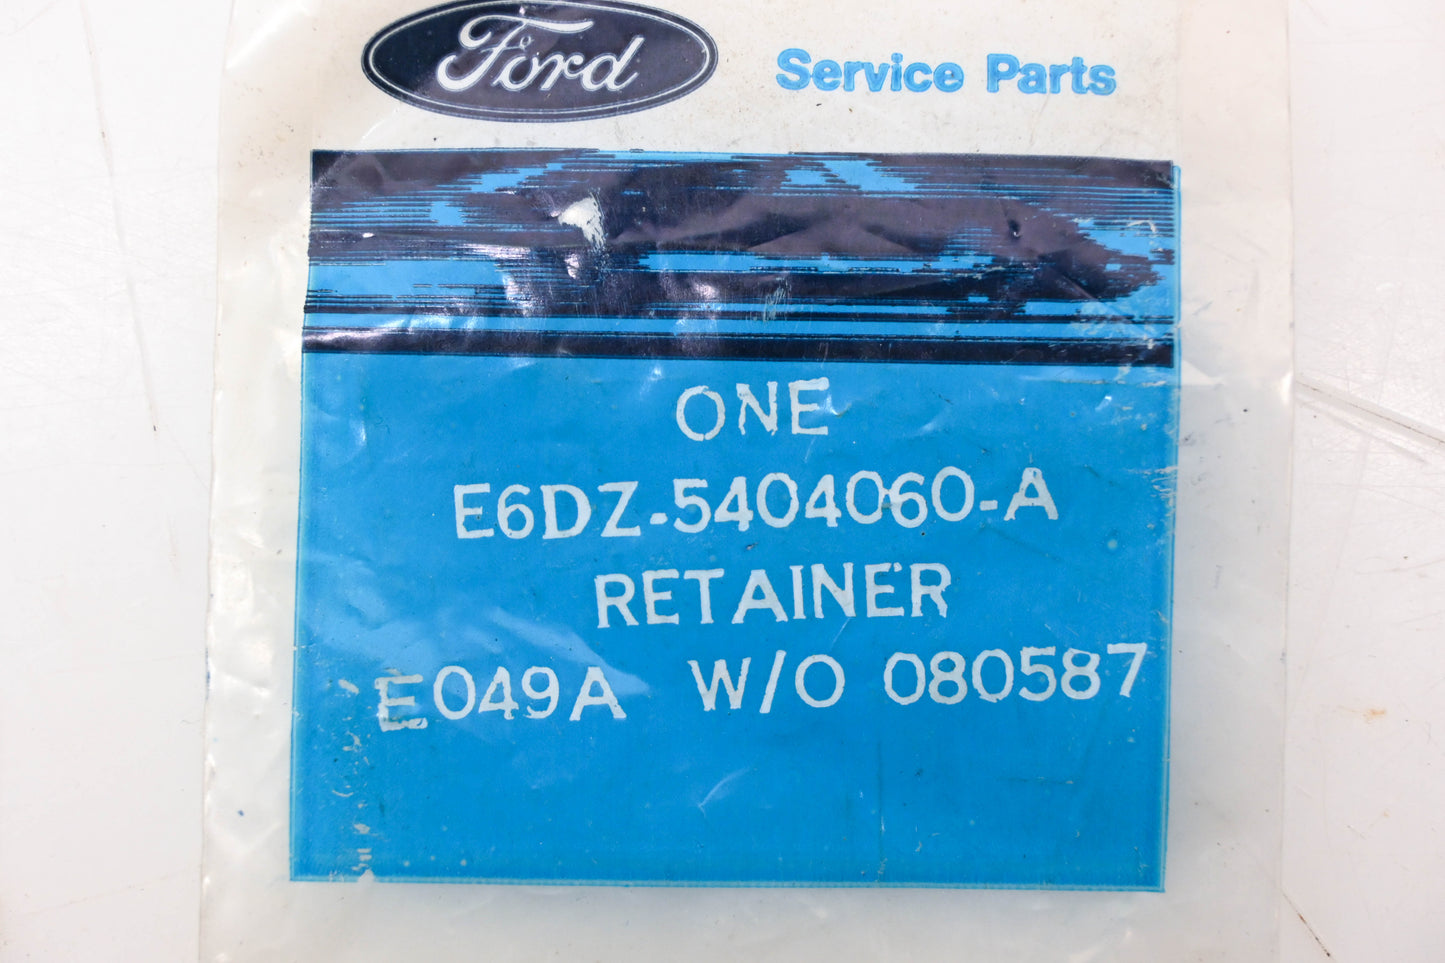 Ford
Service Parts
ONE
E6DZ-5404060-A
RETAINER
E049A W/O 080587